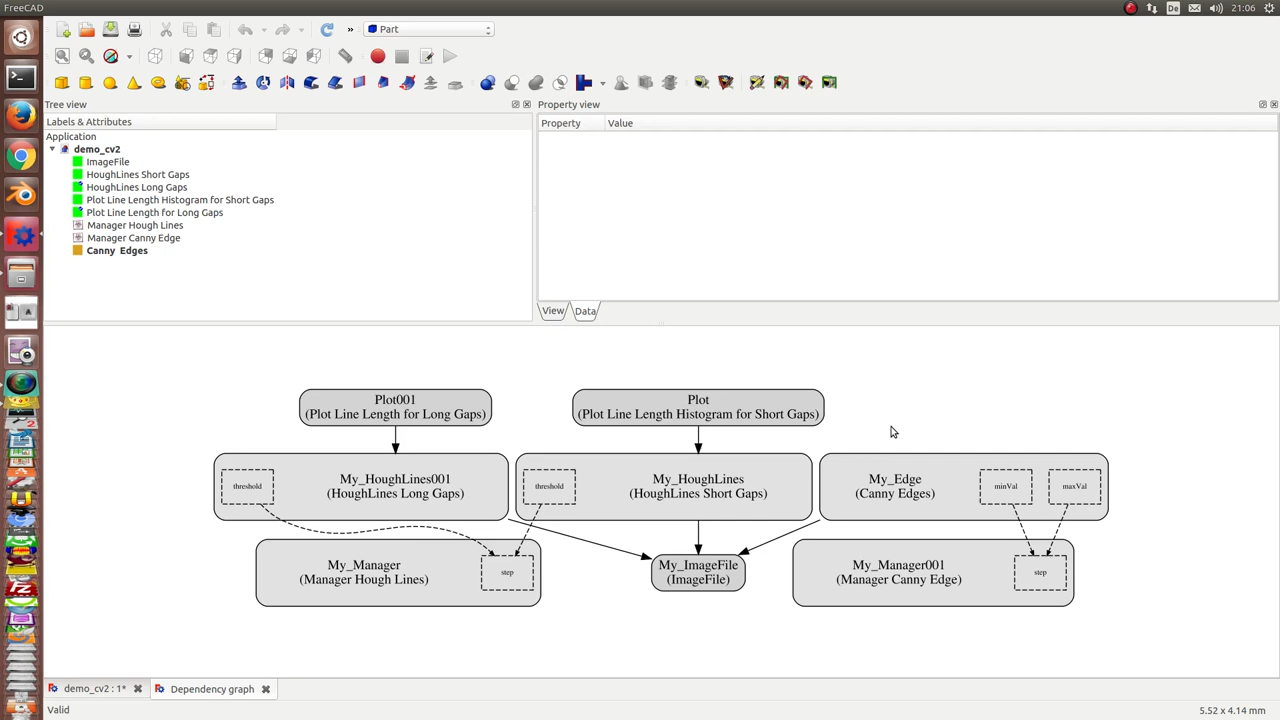 FreeCAD
De
21:06
»
Part
Tree view
Property view
Labels & Attributes
Property
Value
Application
demo_cv2
ImageFile
HoughLines Short Gaps
HoughLines Long Gaps
Plot Line Length Histogram for Short Gaps
Plot Line Length for Long Gaps
Manager Hough Lines
Manager Canny Edge
Canny Edges
View
Data
Plot001
(Plot Line Length for Long Gaps)
Plot
(Plot Line Length Histogram for Short Gaps)
threshold
My_HoughLines001
(HoughLines Long Gaps)
threshold
My_HoughLines
(HoughLines Short Gaps)
My_Edge
(Canny Edges)
minVal
maxVal
My_Manager
(Manager Hough Lines)
step
My_ImageFile
(ImageFile)
My_Manager001
(Manager Canny Edge)
step
demo_cv2 : 1*
Dependency graph
Valid
5.52 x 4.14 mm